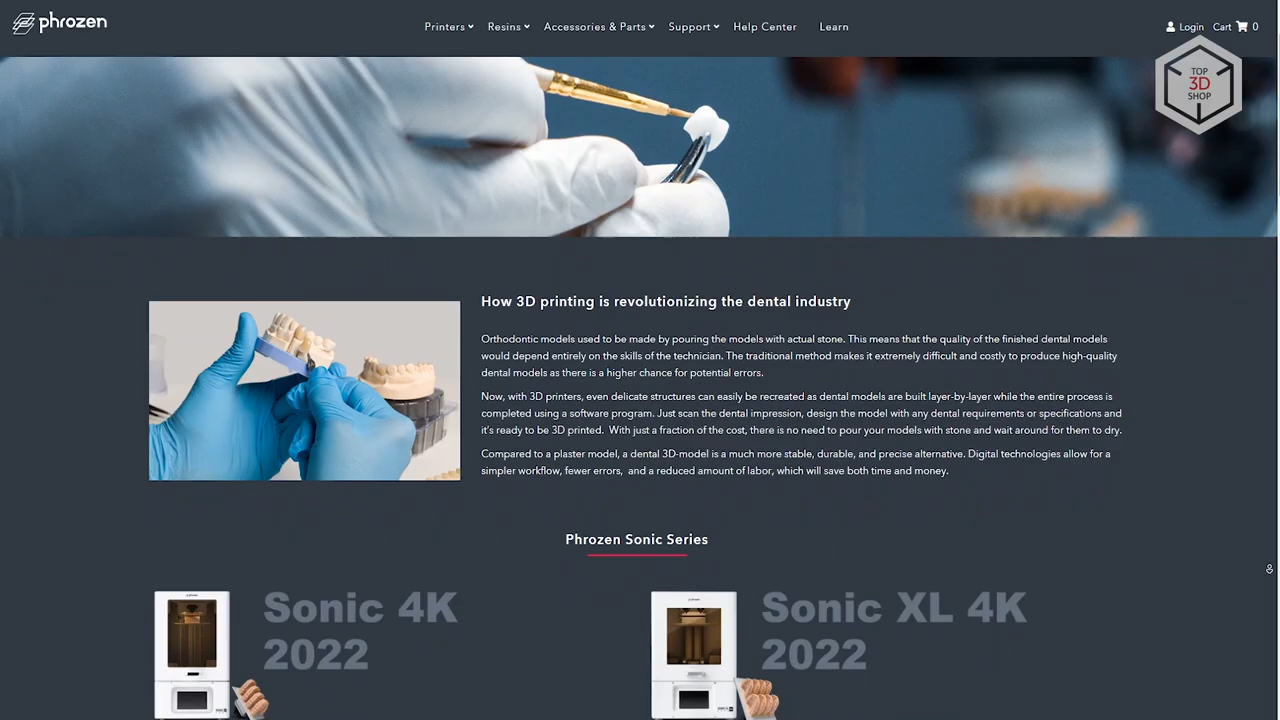 phrozen
Printers Resins Accessories & Parts Support Help Center Learn
Login Cart 0
TOP
3D
SHOP
How 3D printing is revolutionizing the dental industry
Orthodontic models used to be made by pouring the models with actual stone. This means that the quality of the finished dental models
would depend entirely on the skills of the technician. The traditional method makes it extremely difficult and costly to produce high-quality
dental models as there is a higher chance for potential errors.
Now, with 3D printers, even delicate structures can easily be recreated as dental models are built layer-by-layer while the entire process is
completed using a software program. Just scan the dental impression, design the model with any dental requirements or specifications and
it's ready to be 3D printed. With just a fraction of the cost, there is no need to pour your models with stone and wait around for them to dry.
Compared to a plaster model, a dental 3D-model is a much more stable, durable, and precise alternative. Digital technologies allow for a
simpler workflow, fewer errors, and a reduced amount of labor, which will save both time and money.
Phrozen Sonic Series
Sonic 4K
2022
Sonic XL 4K
2022